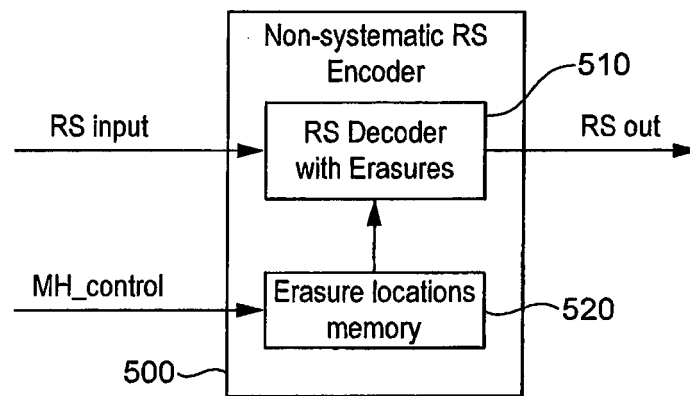 Non-systematic RS
Encoder
510
RS input
RS Decoder
with Erasures
RS out
MH_control
Erasure locations
memory
520
500